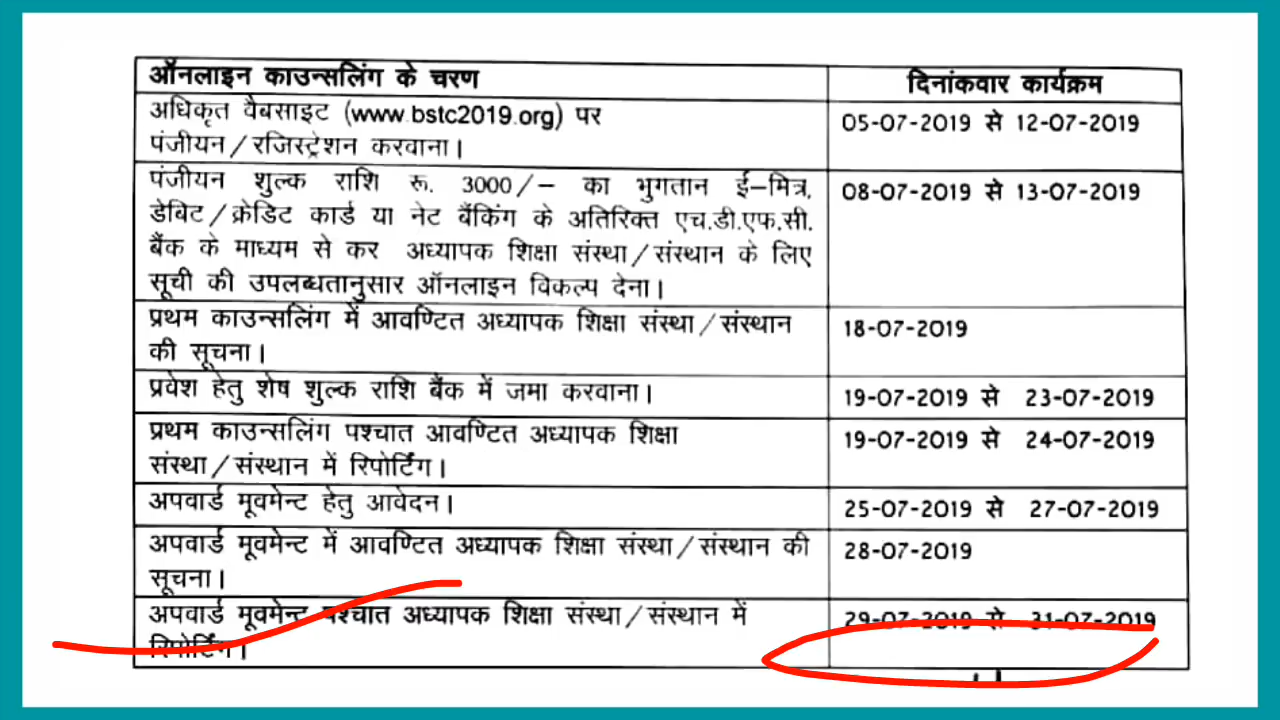 ऑनलाइन काउन्सलिंग के चरण
दिनांकवार कार्यक्रम
अधिकृत वैबसाइट (www.bstc2019.org) पर
पंजीयन/रजिस्ट्रेशन करवाना।
05-07-2019 से 12-07-2019
पंजीयन शुल्क राशि रू. 3000/– का भुगतान ई–मित्र,
डेबिट/क्रेडिट कार्ड या नेट बैंकिंग के अतिरिक्त एच.डी.एफ.सी.
बैंक के माध्यम से कर अध्यापक शिक्षा संस्था/संस्थान के लिए
सूची की उपलब्धतानुसार ऑनलाइन विकल्प देना।
08-07-2019 से 13-07-2019
प्रथम काउन्सलिंग में आवण्टित अध्यापक शिक्षा संस्था/संस्थान
की सूचना।
18-07-2019
प्रवेश हेतु शेष शुल्क राशि बैंक में जमा करवाना।
19-07-2019 से 23-07-2019
प्रथम काउन्सलिंग पश्चात आवण्टित अध्यापक शिक्षा
संस्था/संस्थान में रिपोर्टिंग।
19-07-2019 से 24-07-2019
अपवार्ड मूवमेन्ट हेतु आवेदन।
25-07-2019 से 27-07-2019
अपवार्ड मूवमेन्ट में आवण्टित अध्यापक शिक्षा संस्था/संस्थान की
सूचना।
28-07-2019
अपवार्ड मूवमेन्ट पश्चात अध्यापक शिक्षा संस्था/संस्थान में
रिपोर्टिंग।
29-07-2019 से 31-07-2019